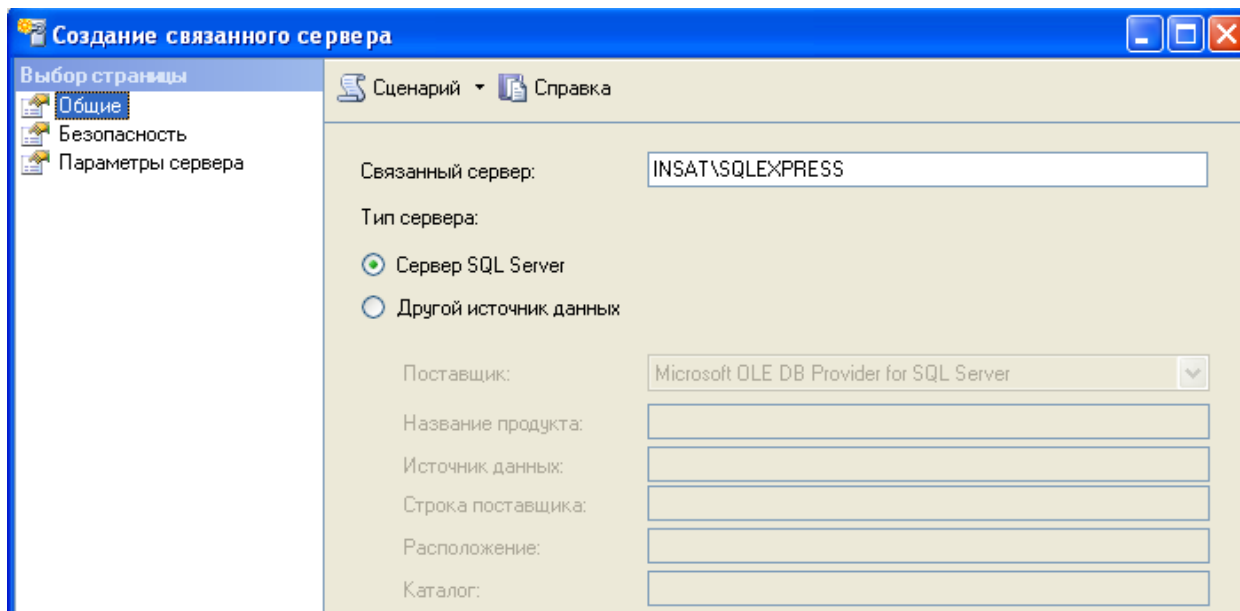 Создание связанного сервера
Выбор страницы
Общие
Безопасность
Параметры сервера
Сценарий Справка
Связанный сервер: INSAT\SQLEXPRESS
Тип сервера:
Сервер SQL Server
Другой источник данных
Поставщик: Microsoft OLE DB Provider for SQL Server
Название продукта:
Источник данных:
Строка поставщика:
Расположение:
Каталог: